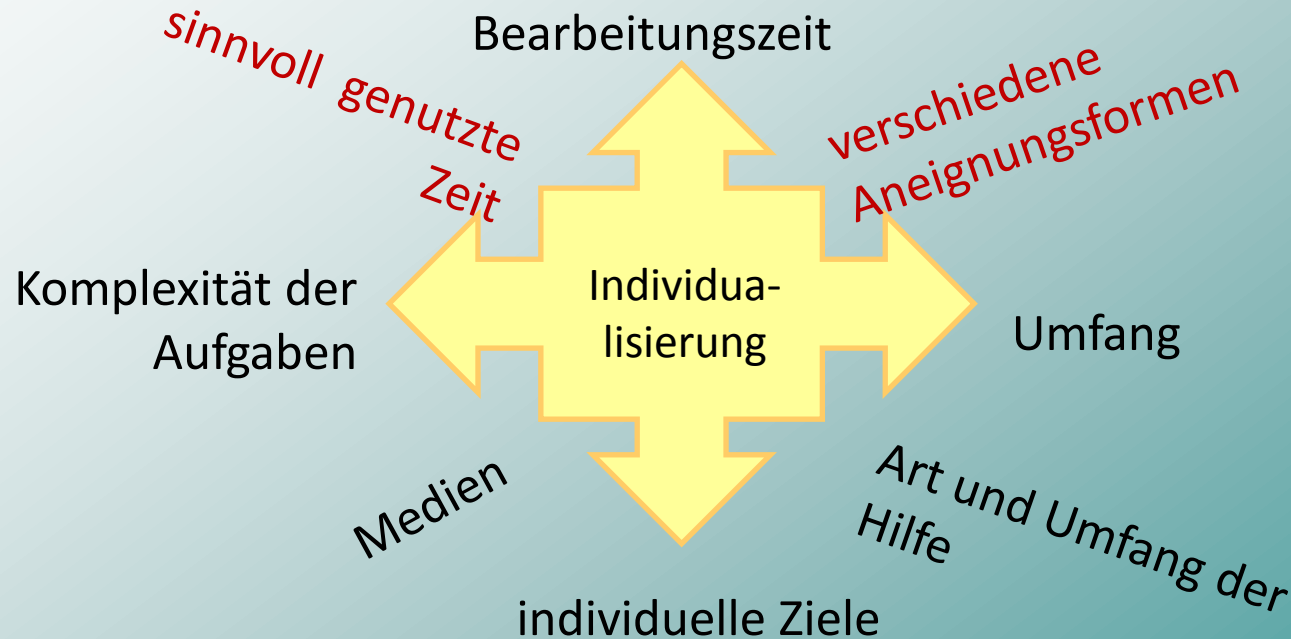 Bearbeitungszeit
sinnvoll genutzte
Zeit
verschiedene
Aneignungsformen
Komplexität der
Aufgaben
Individua-
lisierung
Umfang
Medien
Art und Umfang der
Hilfe
individuelle Ziele